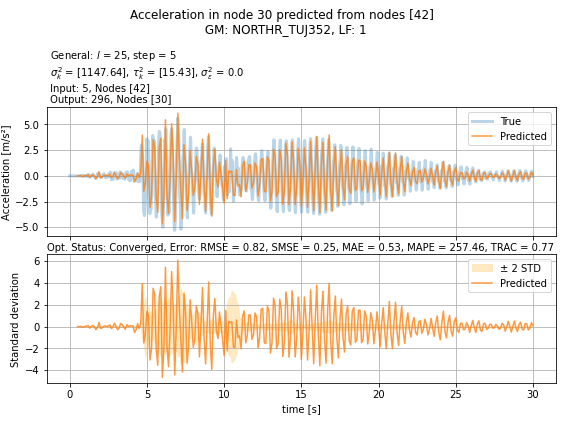 Acceleration in node 30 predicted from nodes [42]
GM: NORTHR_TUJ352, LF: 1
General: l = 25, step = 5
σ²ₖ = [1147.64], τ²ₖ = [15.43], σ²ε = 0.0
Input: 5, Nodes [42]
Output: 296, Nodes [30]
Acceleration [m/s²]
5.0
2.5
0.0
−2.5
−5.0
True
Predicted
Opt. Status: Converged, Error: RMSE = 0.82, SMSE = 0.25, MAE = 0.53, MAPE = 257.46, TRAC = 0.77
Standard deviation
6
4
2
0
−2
−4
± 2 STD
Predicted
0 5 10 15 20 25 30
time [s]